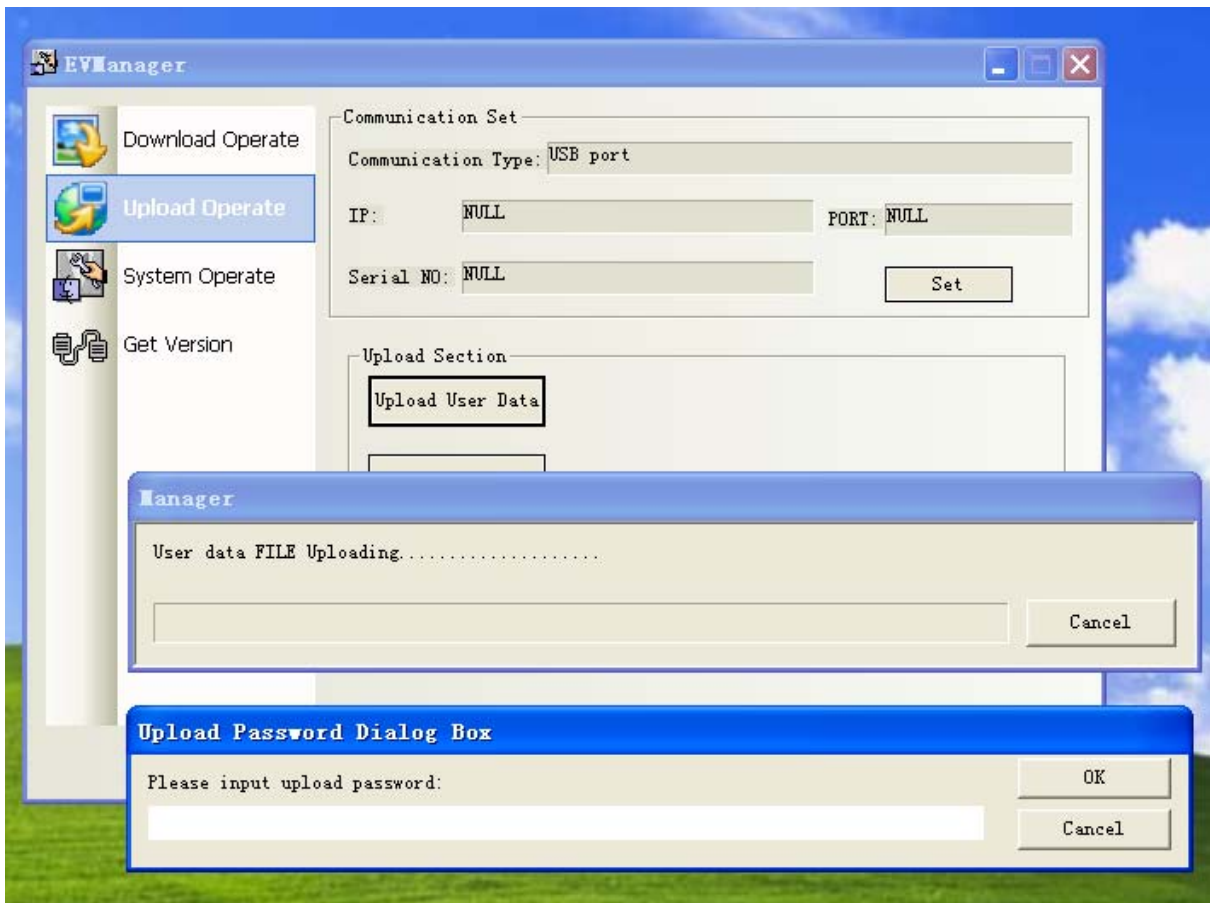 EVManager
Download Operate
Upload Operate
System Operate
Get Version
Communication Set
Communication Type: USB port
IP: NULL PORT: NULL
Serial NO: NULL Set
Upload Section
Upload User Data
Manager
User data FILE Uploading....................
Cancel
Upload Password Dialog Box
Please input upload password:
OK
Cancel